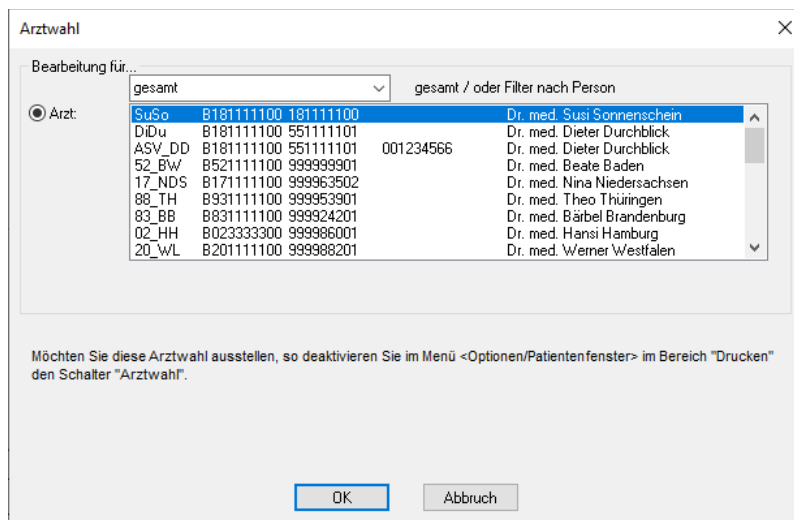 Arztwahl
Bearbeitung für...
gesamt gesamt / oder Filter nach Person
Arzt:
SuSo B181111100 181111100 Dr. med. Susi Sonnenschein
DiDu B181111100 551111101 Dr. med. Dieter Durchblick
ASV_DD B181111100 551111101 001234566 Dr. med. Dieter Durchblick
52_BW B521111100 999999901 Dr. med. Beate Baden
17_NDS B171111100 999963502 Dr. med. Nina Niedersachsen
88_TH B931111100 999953901 Dr. med. Theo Thüringen
83_BB B831111100 999924201 Dr. med. Bärbel Brandenburg
02_HH B023333300 999986001 Dr. med. Hansi Hamburg
20_WL B201111100 999988201 Dr. med. Werner Westfalen
Möchten Sie diese Arztwahl ausstellen, so deaktivieren Sie im Menü <Optionen/Patientenfenster> im Bereich "Drucken"
den Schalter "Arztwahl".
OK Abbruch